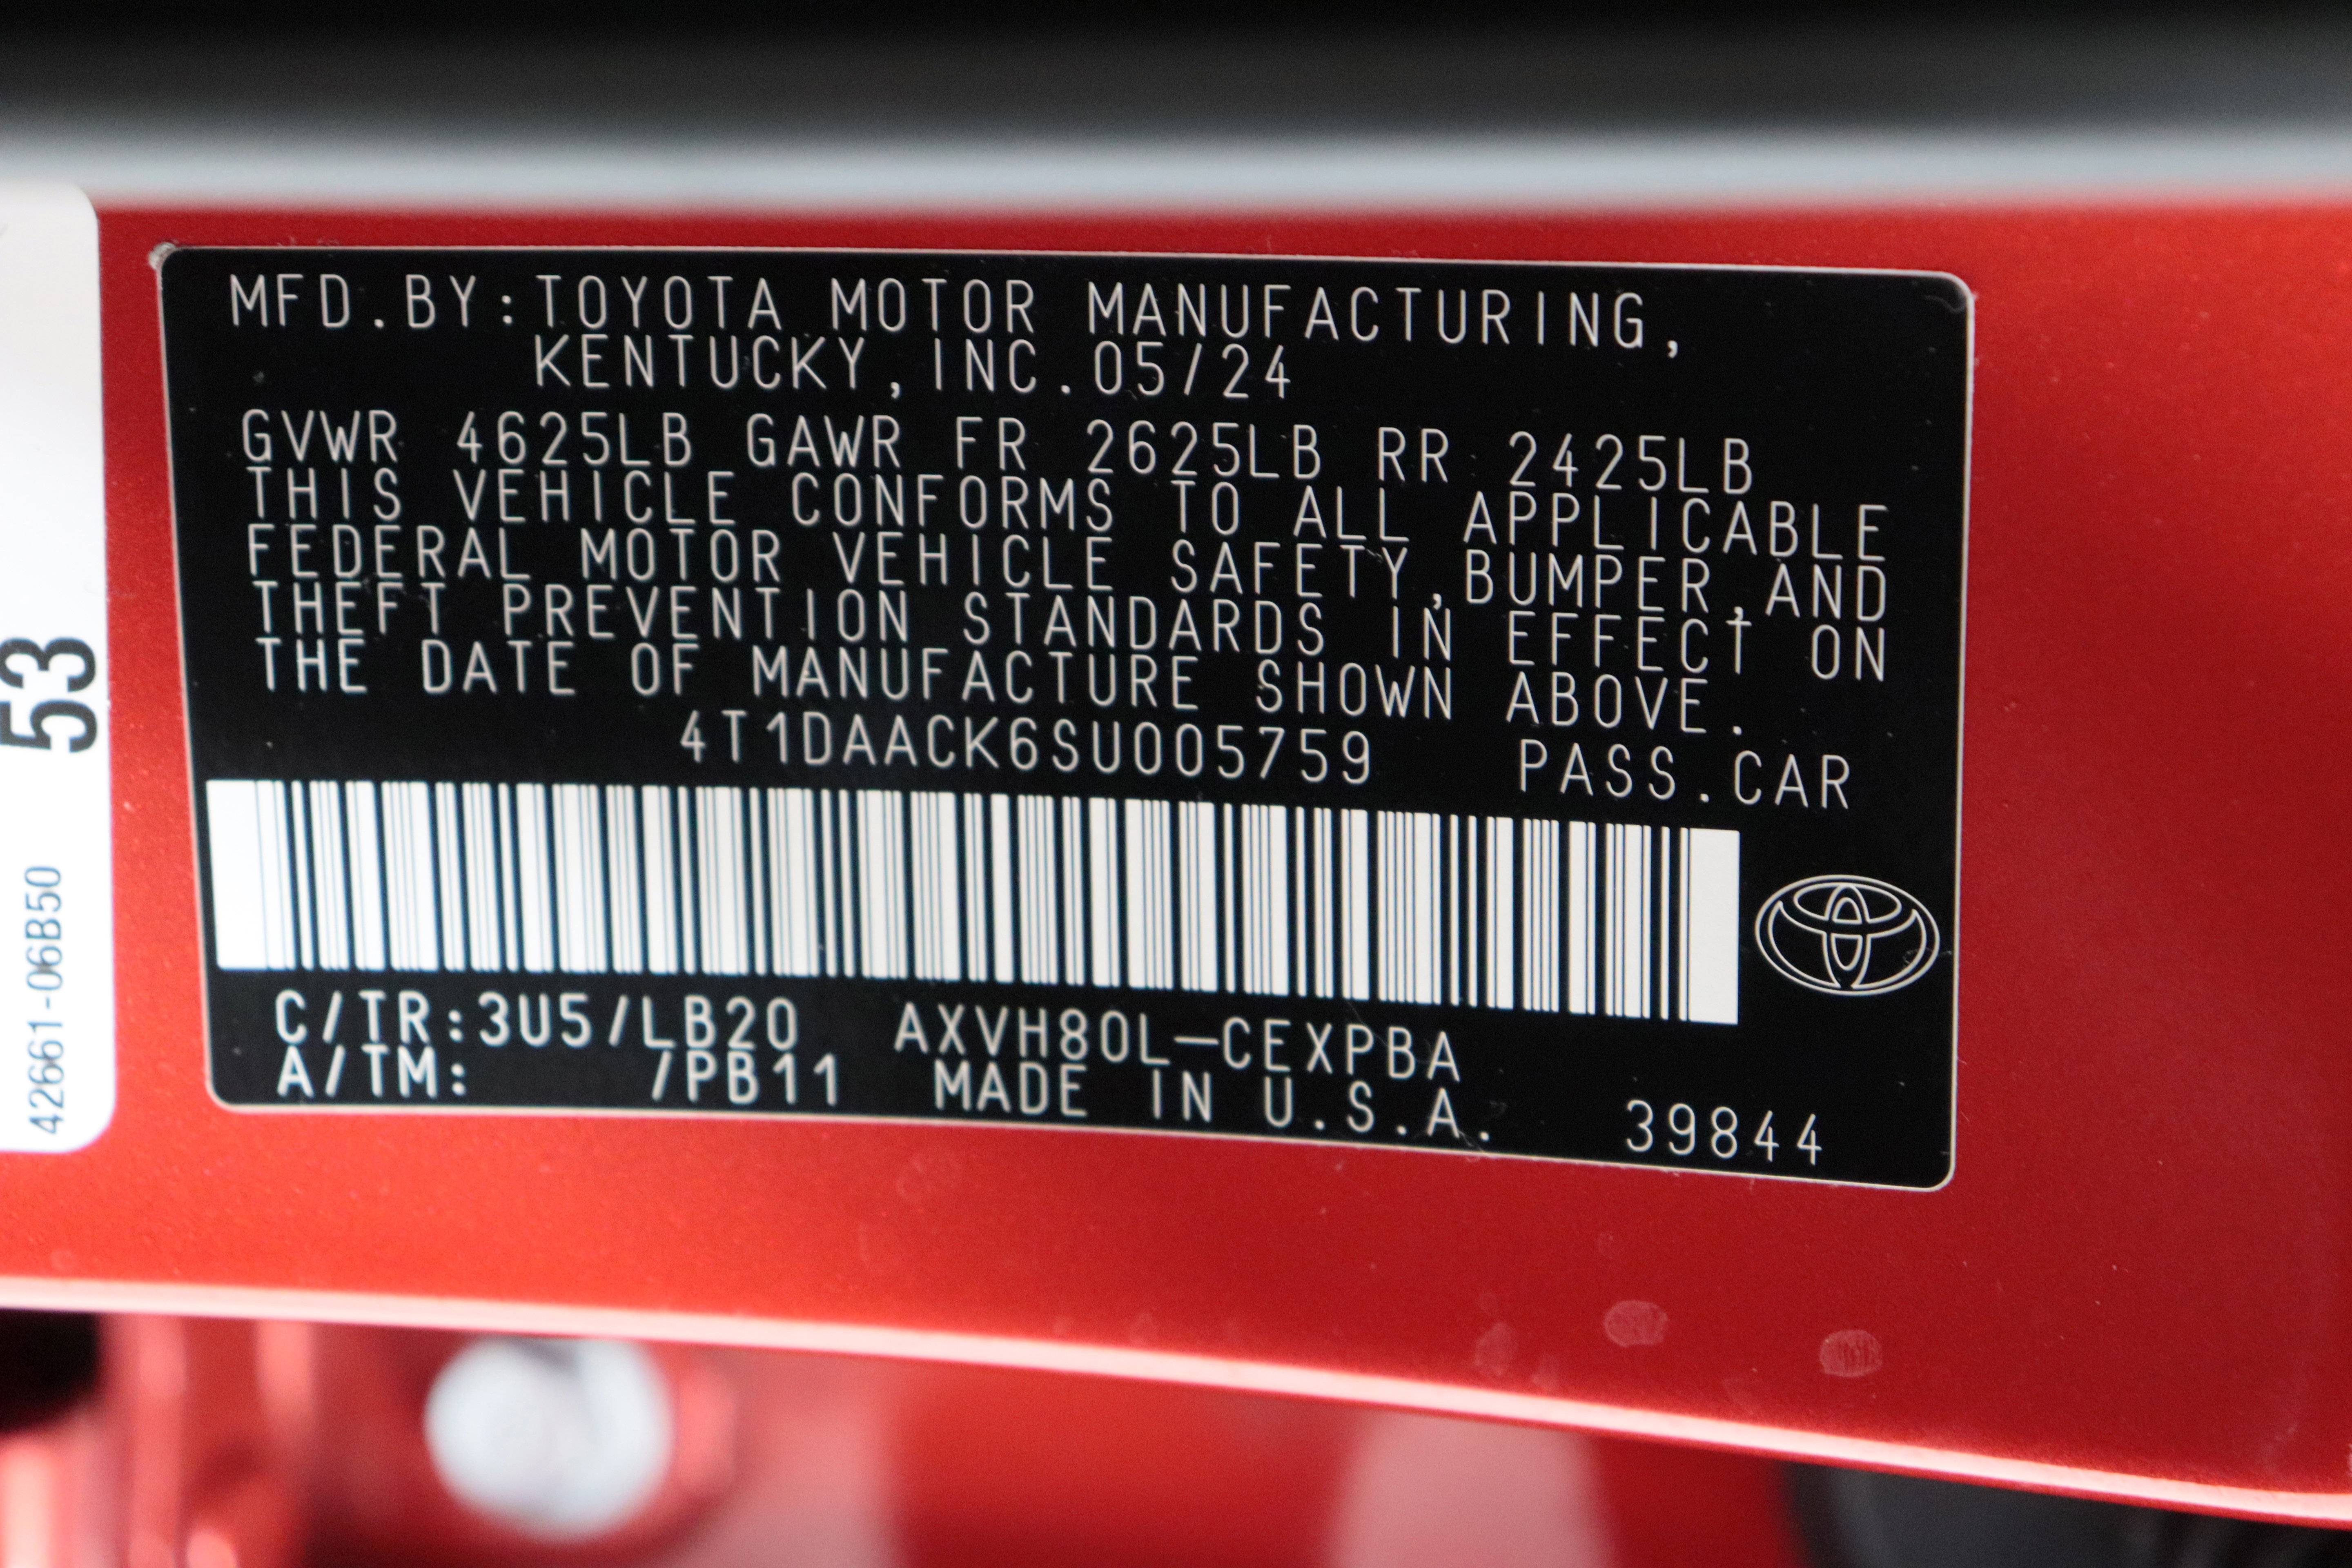 MFD.BY:TOYOTA MOTOR MANUFACTURING,
KENTUCKY,INC.05/24
GVWR 4625LB GAWR FR 2625LB RR 2425LB
THIS VEHICLE CONFORMS TO ALL APPLICABLE
FEDERAL MOTOR VEHICLE SAFETY,BUMPER,AND
THEFT PREVENTION STANDARDS IN EFFECT ON
THE DATE OF MANUFACTURE SHOWN ABOVE.
4T1DAACK6SU005759 PASS.CAR
C/TR:3U5/LB20 AXVH80L-CEXPBA
A/TM: /PB11 MADE IN U.S.A. 39844
53
42661-06B50